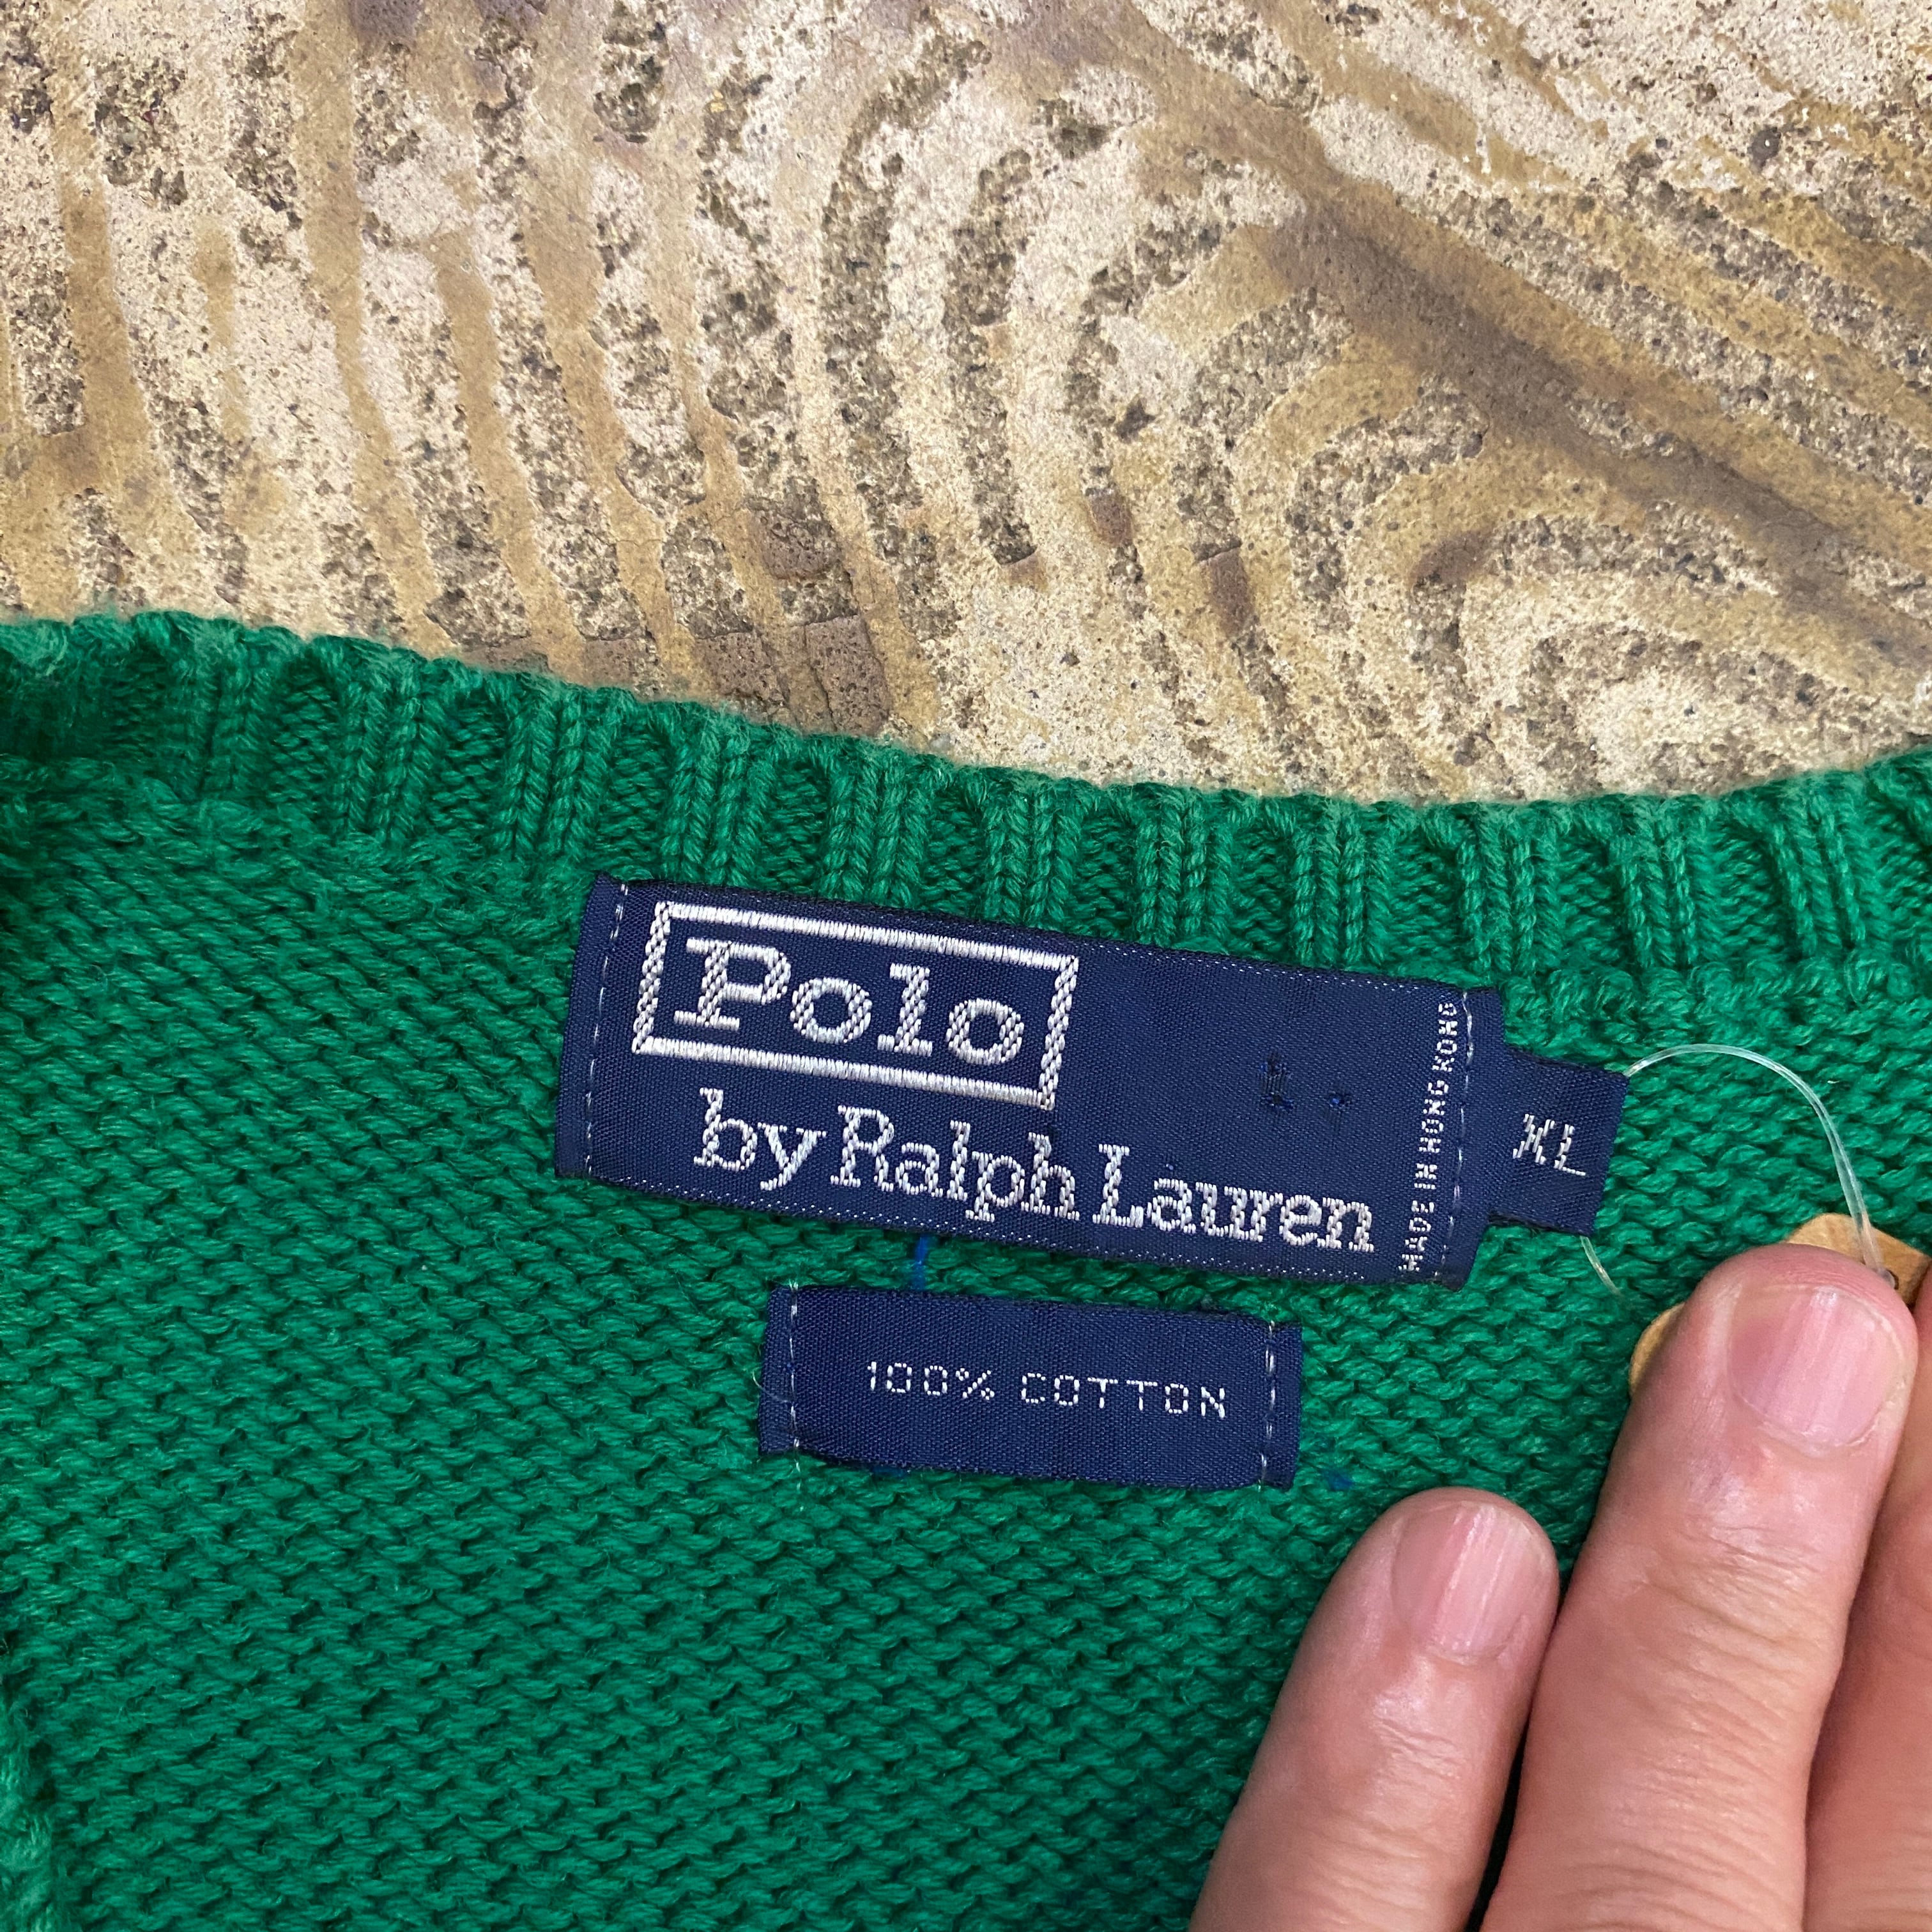 Polo
by Ralph Lauren
MADE IN HONG KONG
XL
100% COTTON